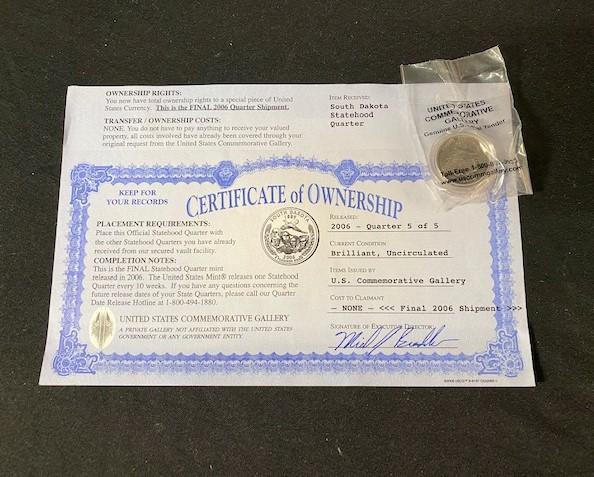 OWNERSHIP RIGHTS:
You now have total ownership rights to a special piece of United
States Currency. This is the FINAL 2006 Quarter Shipment.
TRANSFER / OWNERSHIP COSTS:
NONE. You do not have to pay anything to receive your valued
property, all costs involved have already been covered through your
original request from the United States Commemorative Gallery.
ITEM RECEIVED:
South Dakota
Statehood
Quarter
UNITED STATES
COMMEMORATIVE
GALLERY
Genuine U.S. Legal Tender
Toll-Free 1-800-
www.uscommgallery.com
KEEP FOR
YOUR RECORDS
CERTIFICATE of OWNERSHIP
PLACEMENT REQUIREMENTS:
Place this Official Statehood Quarter with
the other Statehood Quarters you have already
received from our secured vault facility.
COMPLETION NOTES:
This is the FINAL Statehood Quarter mint
released in 2006. The United States Mint® releases one Statehood
Quarter every 10 weeks. If you have any questions concerning the
future release dates of your State Quarters, please call our Quarter
Date Release Hotline at 1-800-494-1880.
SOUTH DAKOTA
1889
2006
UNITED STATES COMMEMORATIVE GALLERY
A PRIVATE GALLERY NOT AFFILIATED WITH THE UNITED STATES
GOVERNMENT OR ANY GOVERNMENT ENTITY.
RELEASED:
2006 - Quarter 5 of 5
CURRENT CONDITION
Brilliant, Uncirculated
ITEMS ISSUED BY
U.S. Commemorative Gallery
COST TO CLAIMANT
- NONE - <<< Final 2006 Shipment >>>
SIGNATURE OF EXECUTIVE DIRECTOR: